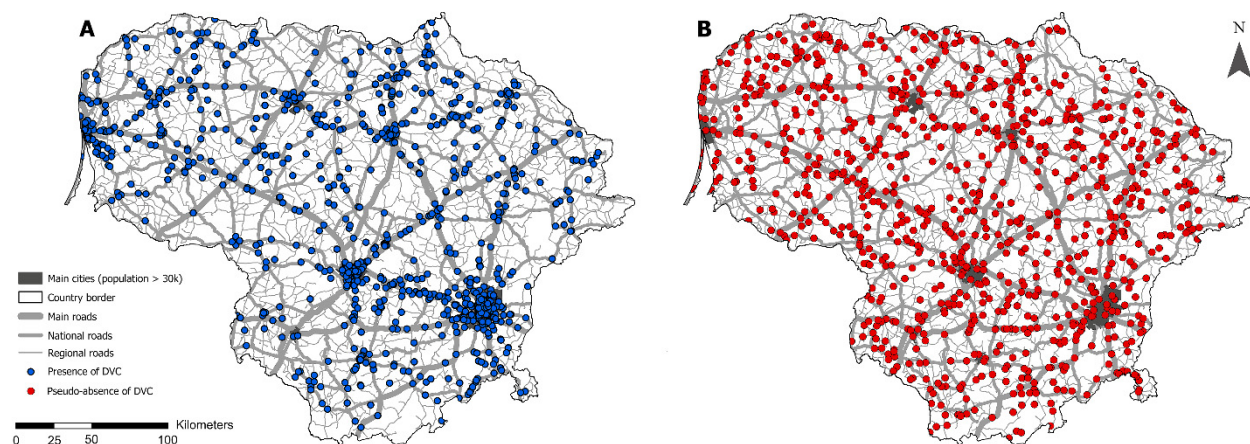 A
B
N
Main cities (population > 30k)
Country border
Main roads
National roads
Regional roads
Presence of DVC
Pseudo-absence of DVC
Kilometers
0 25 50 100